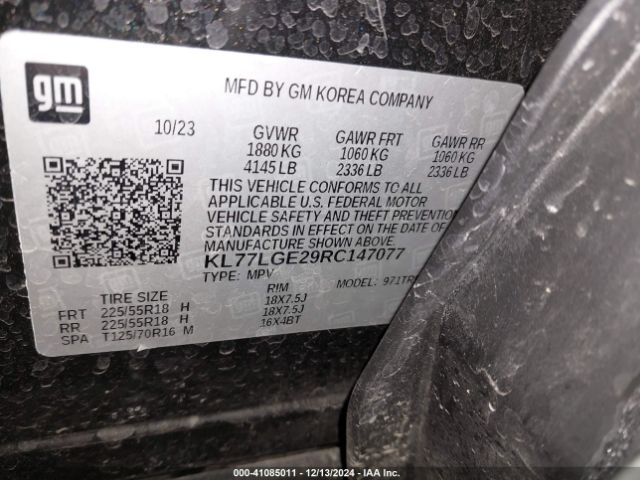 gm
MFD BY GM KOREA COMPANY
10/23 GVWR GAWR FRT GAWR RR
1880 KG 1060 KG 1060 KG
4145 LB 2336 LB 2336 LB
THIS VEHICLE CONFORMS TO ALL
APPLICABLE U.S. FEDERAL MOTOR
VEHICLE SAFETY AND THEFT PREVENTION
STANDARDS IN EFFECT ON THE DATE OF
MANUFACTURE SHOWN ABOVE.
KL77LGE29RC147077
TYPE: MPV MODEL: 971TR
TIRE SIZE RIM
FRT 225/55R18 H 18X7.5J
RR 225/55R18 H 18X7.5J
SPA T125/70R16 M 16X4BT
000-41085011 - 12/13/2024 - IAA Inc.